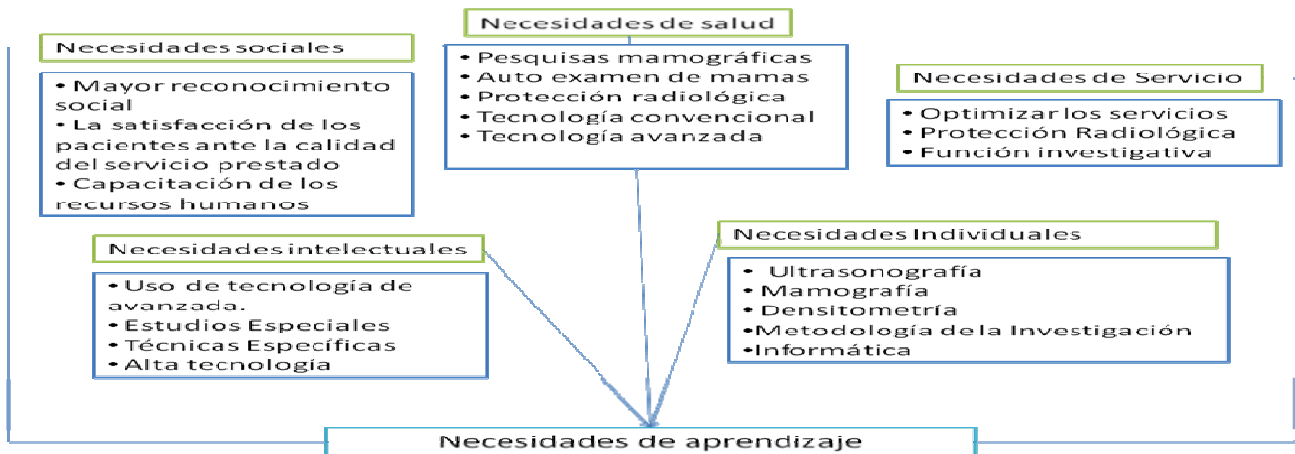 Necesidades sociales
• Mayor reconocimiento
social
• La satisfacción de los
pacientes ante la calidad
del servicio prestado
• Capacitación de los
recursos humanos
Necesidades de salud
• Pesquisas mamográficas
• Auto examen de mamas
• Protección radiológica
• Tecnología convencional
• Tecnología avanzada
Necesidades de Servicio
• Optimizar los servicios
• Protección Radiológica
• Función investigativa
Necesidades intelectuales
• Uso de tecnología de
avanzada.
• Estudios Especiales
• Técnicas Específicas
• Alta tecnología
Necesidades Individuales
• Ultrasonografía
• Mamografía
• Densitometría
•Metodología de la Investigación
•Informática
Necesidades de aprendizaje